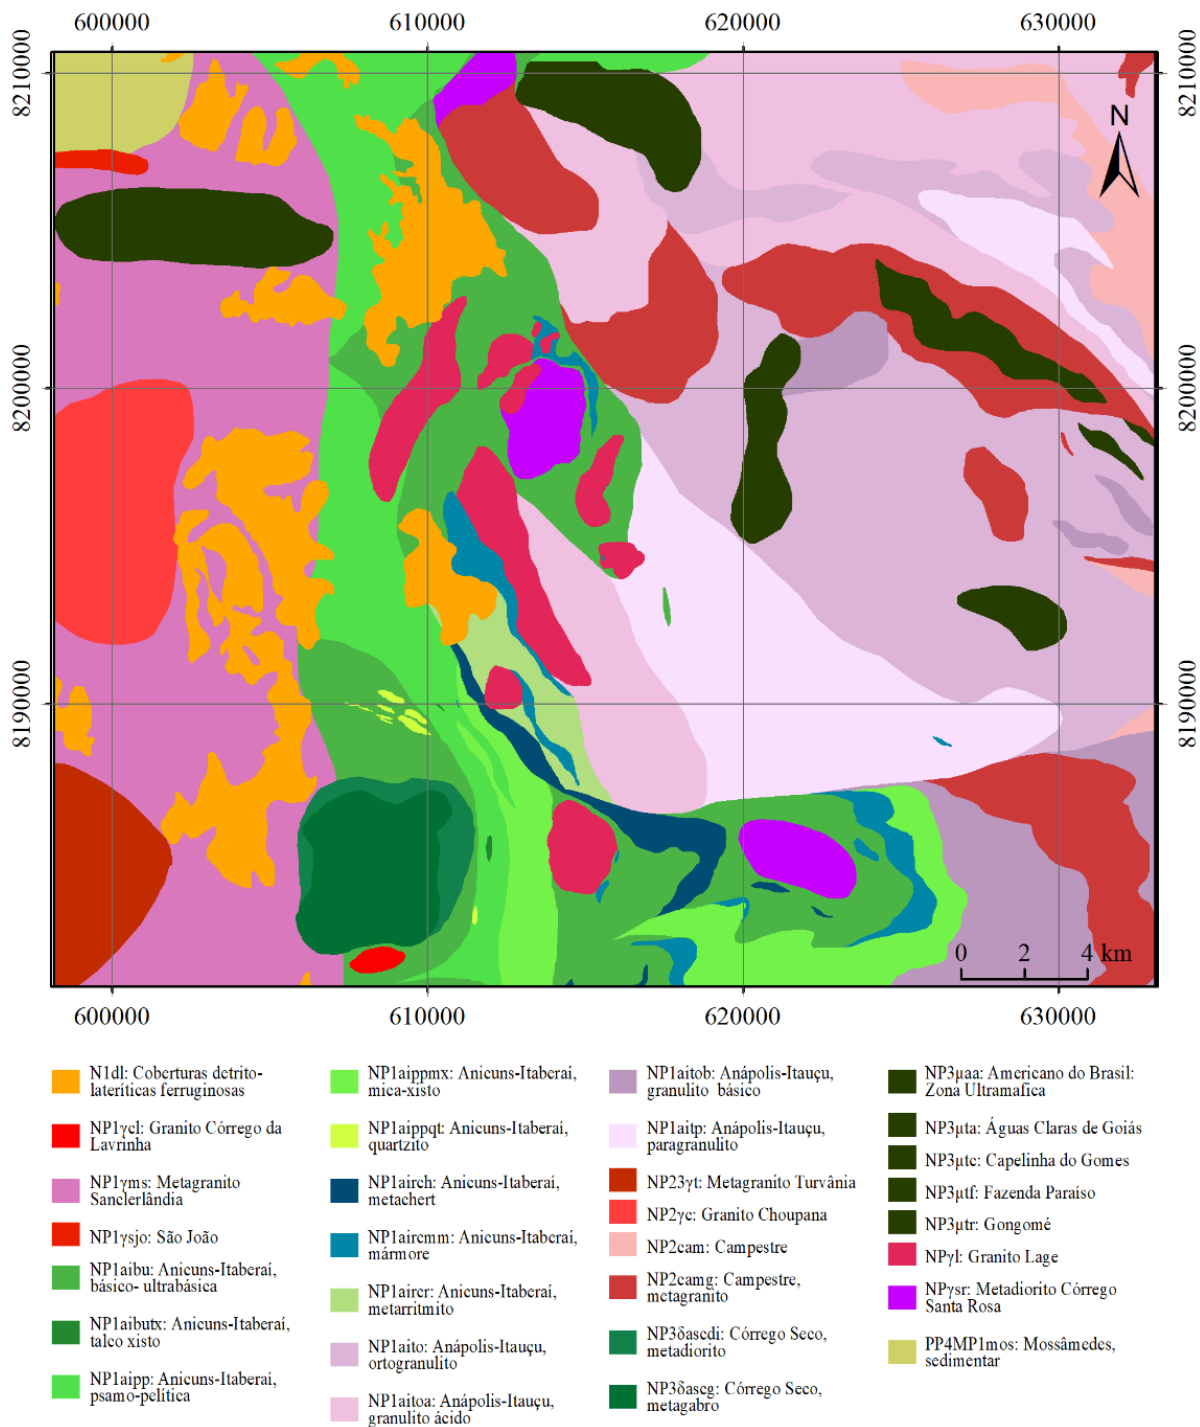 600000 610000 620000 630000
8210000 8210000
N
8200000 8200000
8190000 8190000
0 2 4 km
600000 610000 620000 630000
N1dl: Coberturas detrito-
lateríticas ferruginosas
NP1γcl: Granito Córrego da
Lavrinha
NP1γms: Metagranito
Sanclerlândia
NP1γsjo: São João
NP1aibu: Anicuns-Itaberaí,
básico- ultrabásica
NP1aibutx: Anicuns-Itaberaí,
talco xisto
NP1aipp: Anicuns-Itaberaí,
psamo-pelítica
NP1aippmx: Anicuns-Itaberaí,
mica-xisto
NP1aippqt: Anicuns-Itaberaí,
quartzito
NP1airch: Anicuns-Itaberaí,
metachert
NP1aircmm: Anicuns-Itaberaí,
mármore
NP1aircr: Anicuns-Itaberaí,
metarritmito
NP1aito: Anápolis-Itauçu,
ortogranulito
NP1aitoa: Anápolis-Itauçu,
granulito ácido
NP1aitob: Anápolis-Itauçu,
granulito básico
NP1aitp: Anápolis-Itauçu,
paragranulito
NP23γt: Metagranito Turvânia
NP2γc: Granito Choupana
NP2cam: Campestre
NP2camg: Campestre,
metagranito
NP3δascdi: Córrego Seco,
metadiorito
NP3δascg: Córrego Seco,
metagabro
NP3μaa: Americano do Brasil:
Zona Ultramafica
NP3μta: Águas Claras de Goiás
NP3μtc: Capelinha do Gomes
NP3μtf: Fazenda Paraíso
NP3μtr: Gongomé
NPγl: Granito Lage
NPγsr: Metadiorito Córrego
Santa Rosa
PP4MP1mos: Mossâmedes,
sedimentar